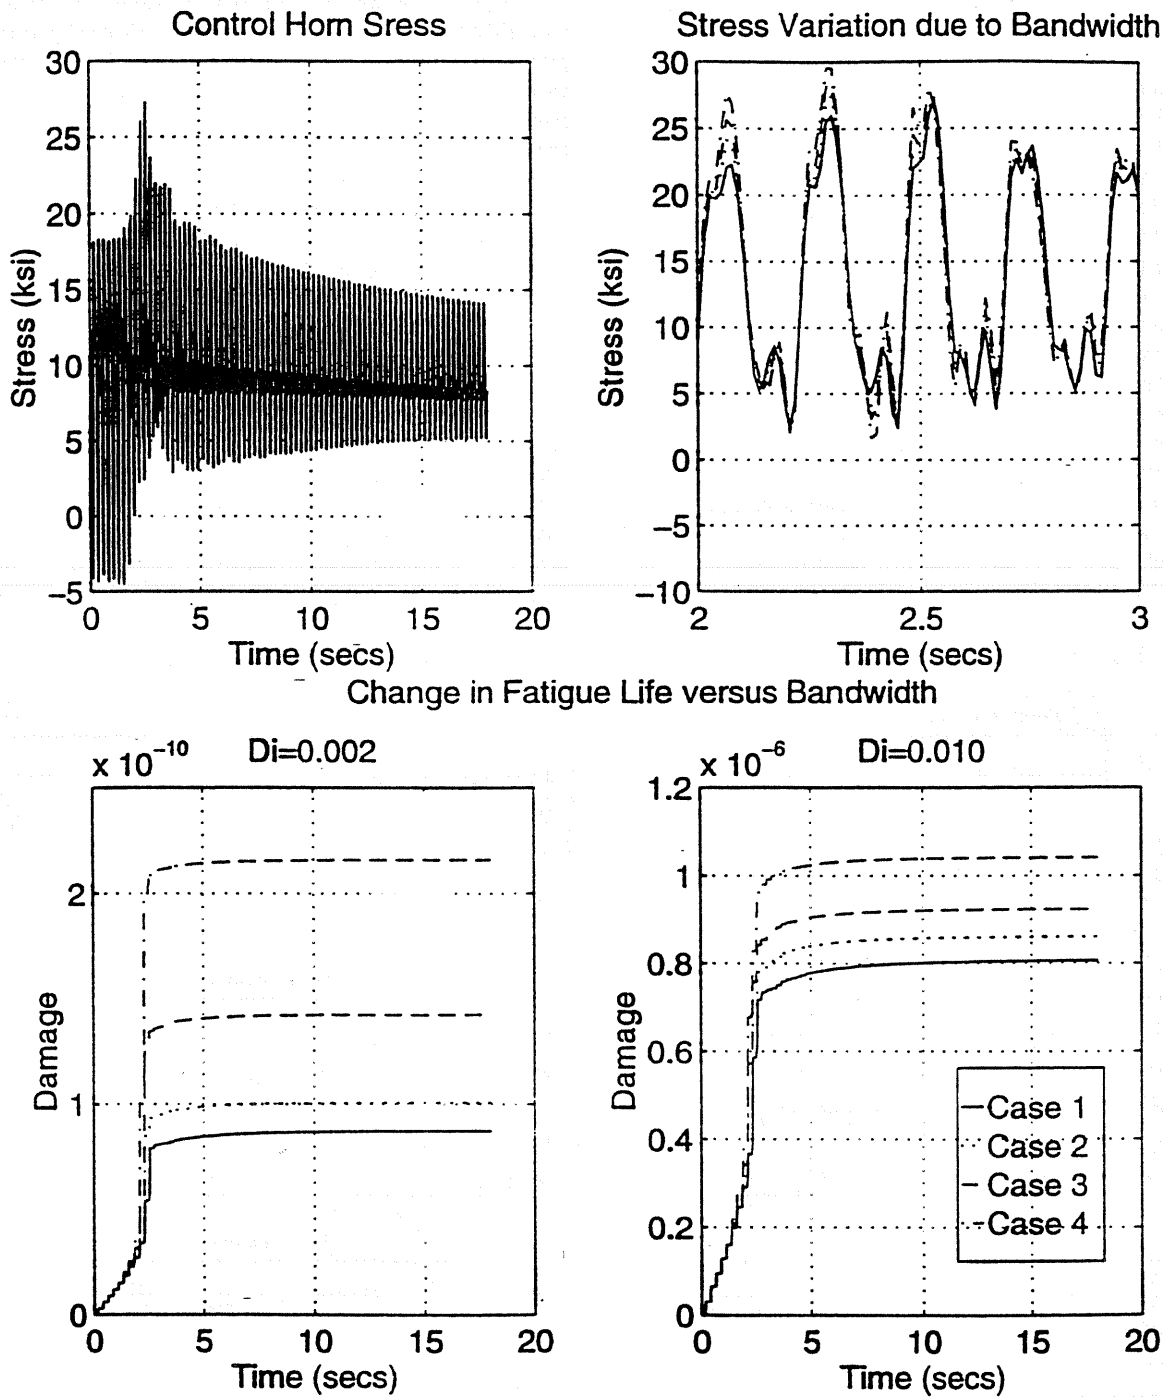 Control Horn Sress
30
25
20
15
10
5
0
−5
Stress (ksi)
0 5 10 15 20
Time (secs)
Stress Variation due to Bandwidth
30
25
20
15
10
5
0
−5
−10
Stress (ksi)
2 2.5 3
Time (secs)
Change in Fatigue Life versus Bandwidth
x 10⁻¹⁰ Di=0.002
2
1
0
Damage
0 5 10 15 20
Time (secs)
x 10⁻⁶ Di=0.010
1.2
1
0.8
0.6
0.4
0.2
0
Damage
Case 1
Case 2
Case 3
Case 4
0 5 10 15 20
Time (secs)